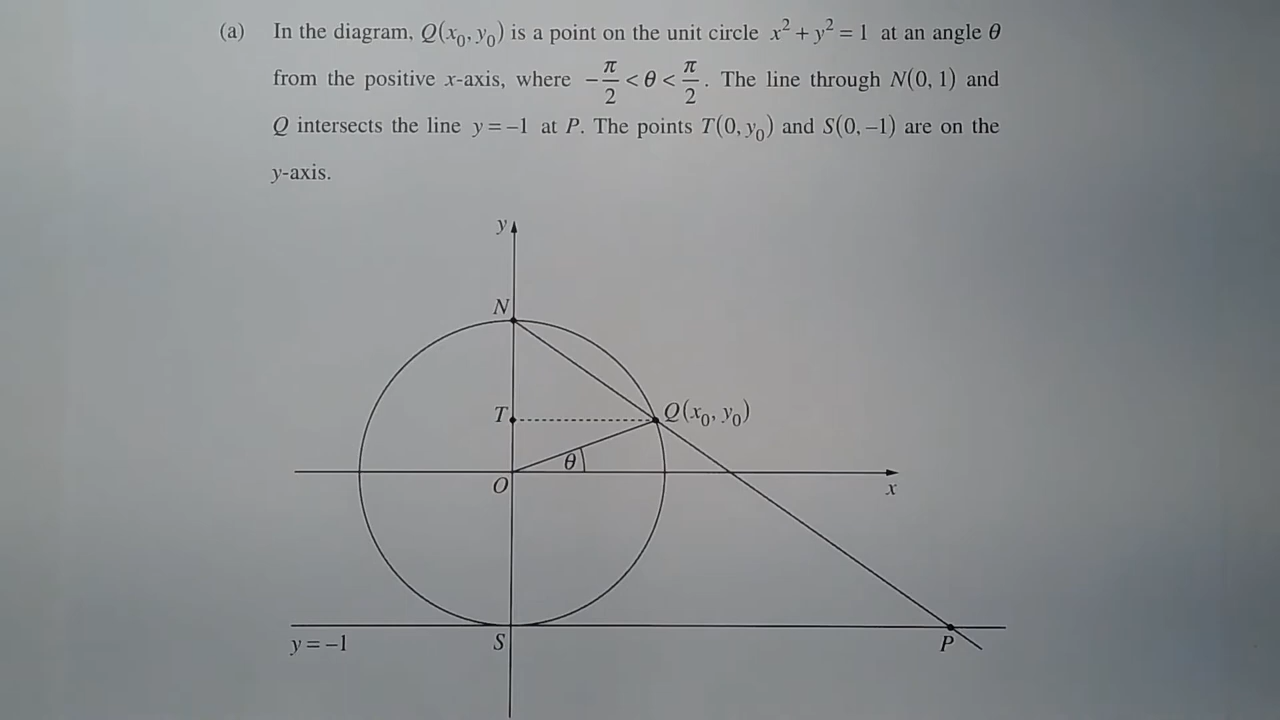 (a) In the diagram, Q(x₀, y₀) is a point on the unit circle x² + y² = 1 at an angle θ
from the positive x-axis, where −π/2 < θ < π/2. The line through N(0, 1) and
Q intersects the line y = −1 at P. The points T(0, y₀) and S(0, −1) are on the
y-axis.
y
N
T
Q(x₀, y₀)
θ
O
x
y = −1
S
P